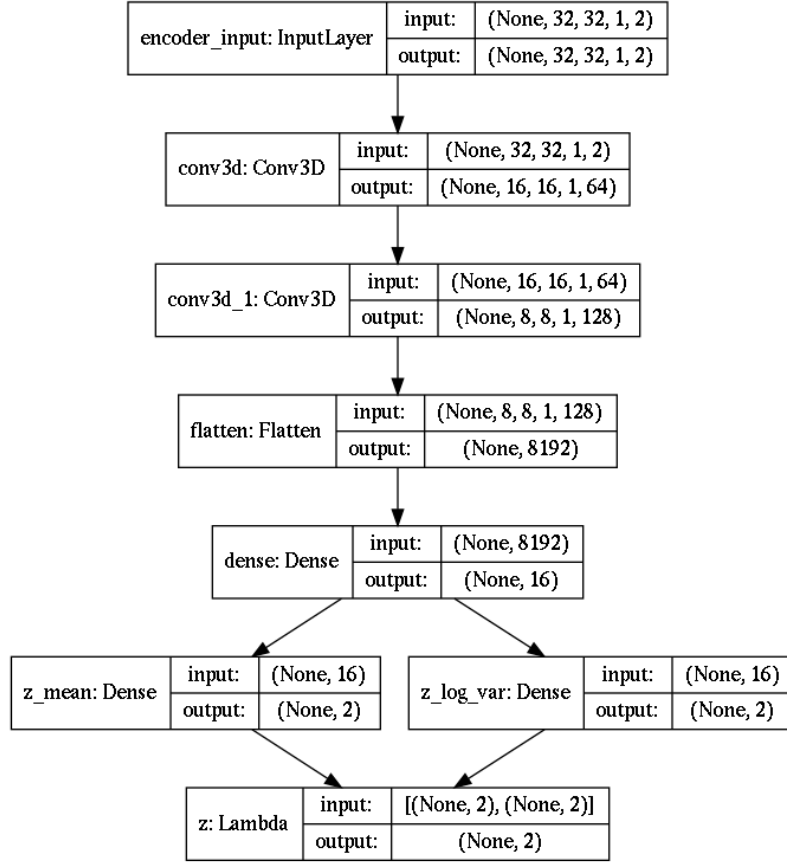 encoder_input: InputLayer
input:
(None, 32, 32, 1, 2)
output:
(None, 32, 32, 1, 2)
conv3d: Conv3D
input:
(None, 32, 32, 1, 2)
output:
(None, 16, 16, 1, 64)
conv3d_1: Conv3D
input:
(None, 16, 16, 1, 64)
output:
(None, 8, 8, 1, 128)
flatten: Flatten
input:
(None, 8, 8, 1, 128)
output:
(None, 8192)
dense: Dense
input:
(None, 8192)
output:
(None, 16)
z_mean: Dense
input:
(None, 16)
output:
(None, 2)
z_log_var: Dense
input:
(None, 16)
output:
(None, 2)
z: Lambda
input:
[(None, 2), (None, 2)]
output:
(None, 2)